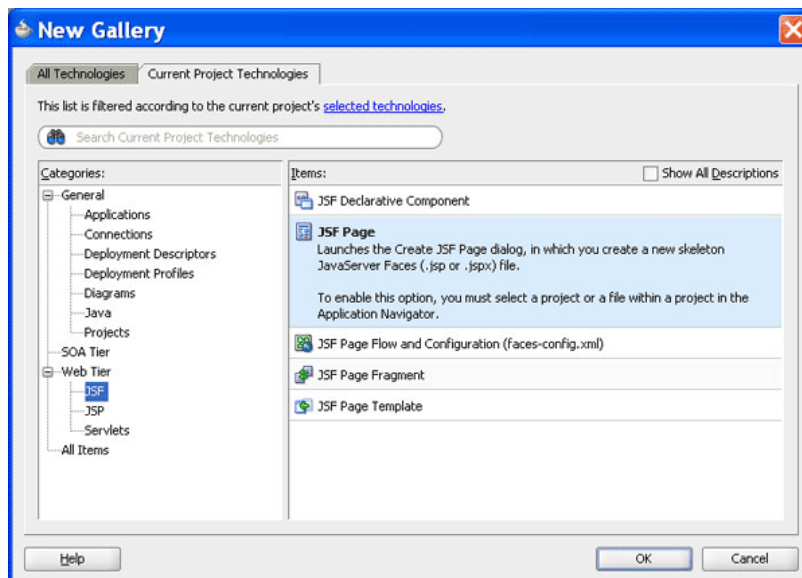 New Gallery
All Technologies
Current Project Technologies
This list is filtered according to the current project's selected technologies.
Search Current Project Technologies
Categories:
General
Applications
Connections
Deployment Descriptors
Deployment Profiles
Diagrams
Java
Projects
SOA Tier
Web Tier
JSF
JSP
Servlets
All Items
Items:
Show All Descriptions
JSF Declarative Component
JSF Page
Launches the Create JSF Page dialog, in which you create a new skeleton
JavaServer Faces (.jsp or .jspx) file.
To enable this option, you must select a project or a file within a project in the
Application Navigator.
JSF Page Flow and Configuration (faces-config.xml)
JSF Page Fragment
JSF Page Template
Help
OK
Cancel